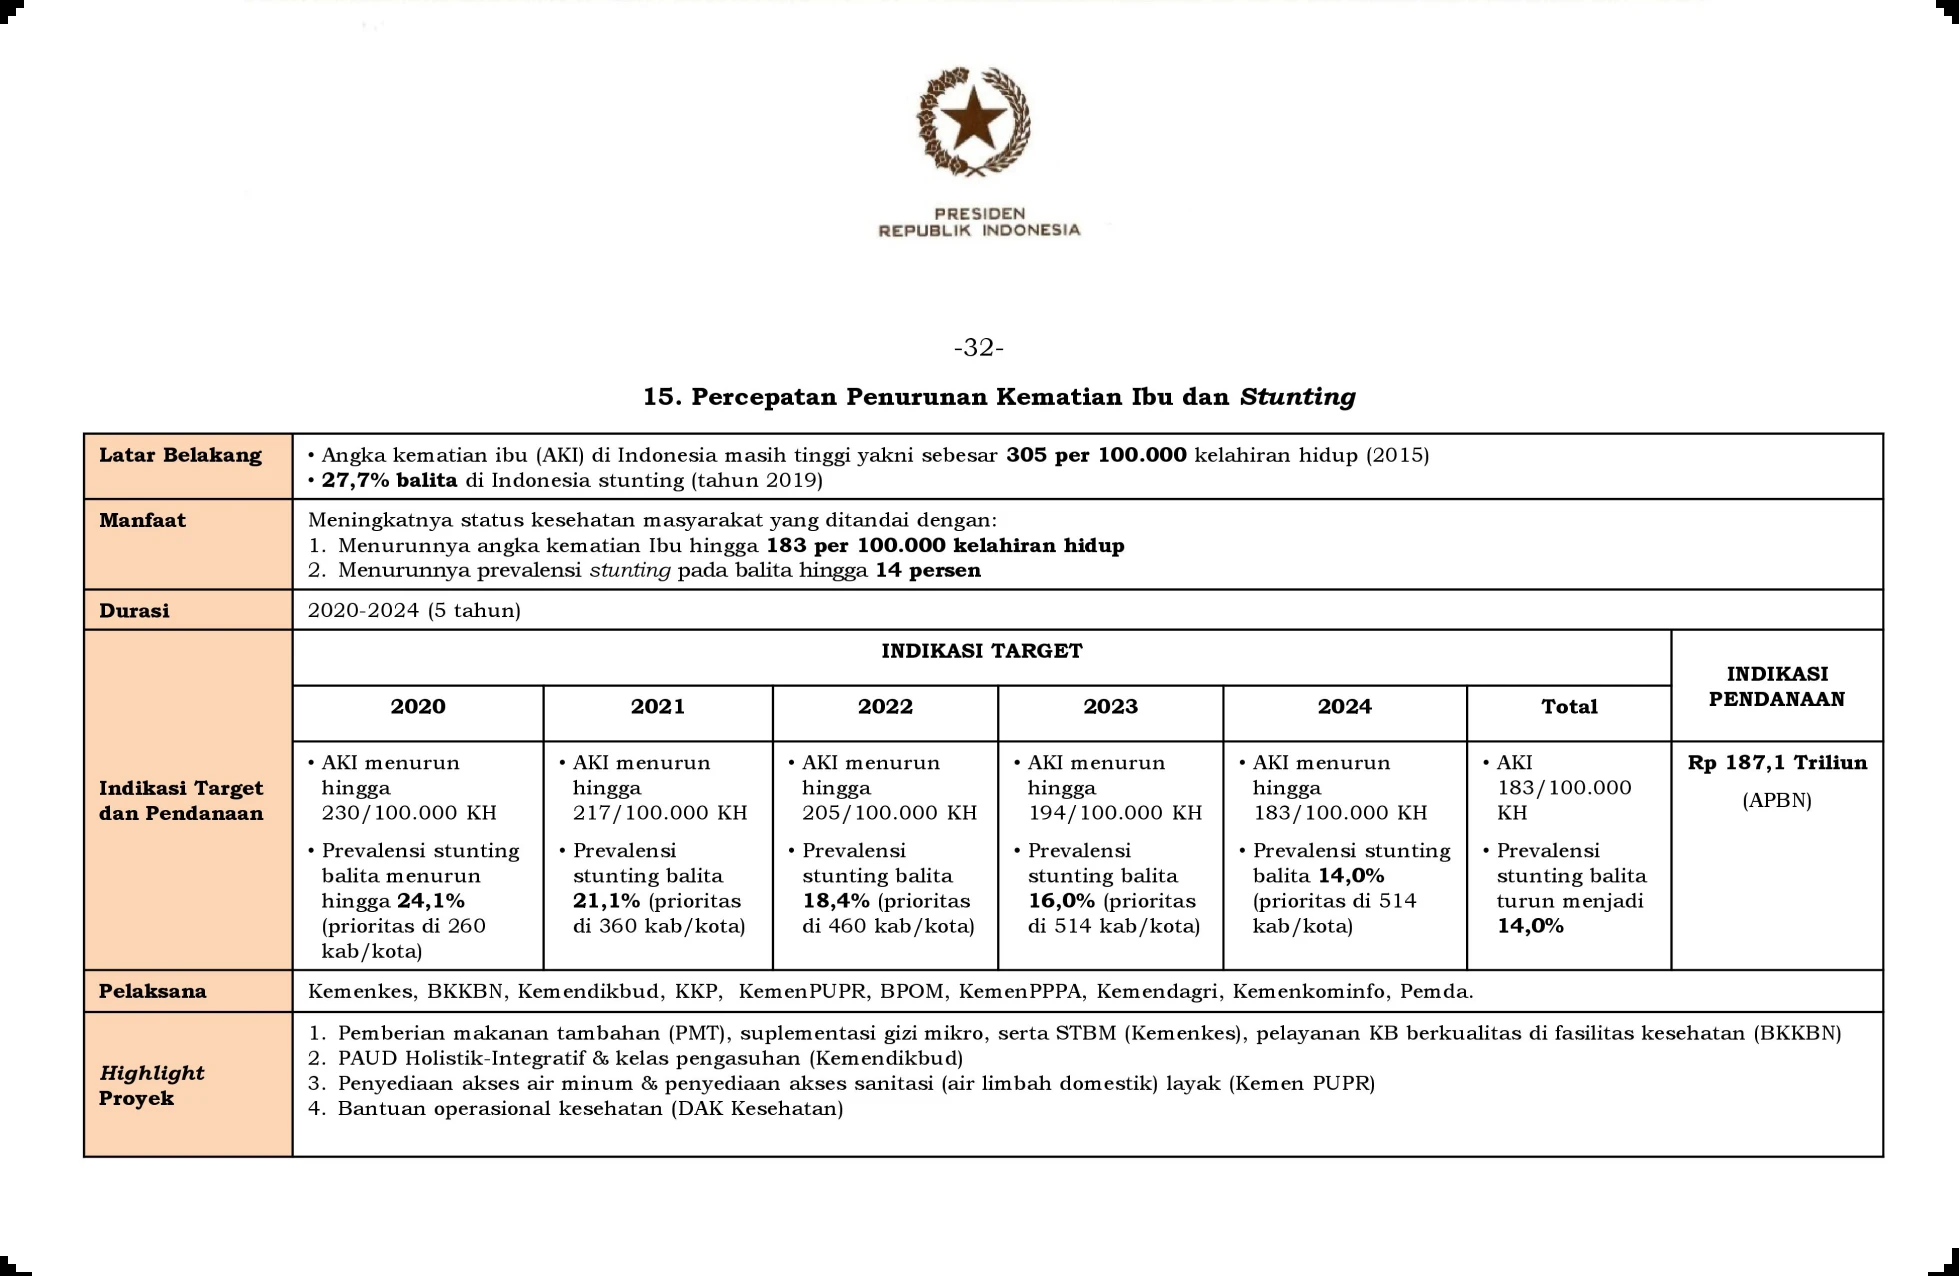 PRESIDEN
REPUBLIK INDONESIA
-32-
15. Percepatan Penurunan Kematian Ibu dan Stunting
Latar Belakang
• Angka kematian ibu (AKI) di Indonesia masih tinggi yakni sebesar 305 per 100.000 kelahiran hidup (2015)
• 27,7% balita di Indonesia stunting (tahun 2019)
Manfaat
Meningkatnya status kesehatan masyarakat yang ditandai dengan:
1. Menurunnya angka kematian Ibu hingga 183 per 100.000 kelahiran hidup
2. Menurunnya prevalensi stunting pada balita hingga 14 persen
Durasi
2020-2024 (5 tahun)
Indikasi Target
dan Pendanaan
INDIKASI TARGET
INDIKASI
PENDANAAN
2020
2021
2022
2023
2024
Total
• AKI menurun
hingga
230/100.000 KH
• Prevalensi stunting
balita menurun
hingga 24,1%
(prioritas di 260
kab/kota)
• AKI menurun
hingga
217/100.000 KH
• Prevalensi
stunting balita
21,1% (prioritas
di 360 kab/kota)
• AKI menurun
hingga
205/100.000 KH
• Prevalensi
stunting balita
18,4% (prioritas
di 460 kab/kota)
• AKI menurun
hingga
194/100.000 KH
• Prevalensi
stunting balita
16,0% (prioritas
di 514 kab/kota)
• AKI menurun
hingga
183/100.000 KH
• Prevalensi stunting
balita 14,0%
(prioritas di 514
kab/kota)
• AKI
183/100.000
KH
• Prevalensi
stunting balita
turun menjadi
14,0%
Rp 187,1 Triliun
(APBN)
Pelaksana
Kemenkes, BKKBN, Kemendikbud, KKP, KemenPUPR, BPOM, KemenPPPA, Kemendagri, Kemenkominfo, Pemda.
Highlight
Proyek
1. Pemberian makanan tambahan (PMT), suplementasi gizi mikro, serta STBM (Kemenkes), pelayanan KB berkualitas di fasilitas kesehatan (BKKBN)
2. PAUD Holistik-Integratif & kelas pengasuhan (Kemendikbud)
3. Penyediaan akses air minum & penyediaan akses sanitasi (air limbah domestik) layak (Kemen PUPR)
4. Bantuan operasional kesehatan (DAK Kesehatan)